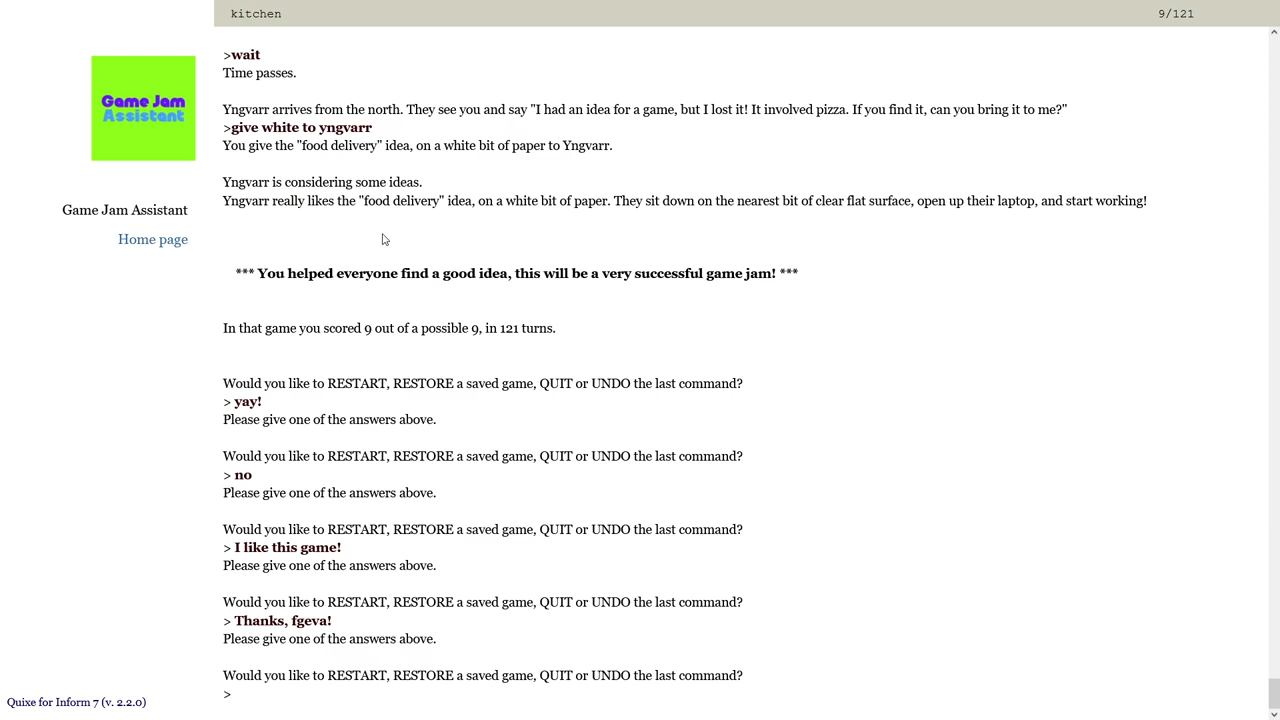 kitchen 9/121
>wait
Time passes.
Yngvarr arrives from the north. They see you and say "I had an idea for a game, but I lost it! It involved pizza. If you find it, can you bring it to me?"
>give white to yngvarr
You give the "food delivery" idea, on a white bit of paper to Yngvarr.
Yngvarr is considering some ideas.
Yngvarr really likes the "food delivery" idea, on a white bit of paper. They sit down on the nearest bit of clear flat surface, open up their laptop, and start working!
*** You helped everyone find a good idea, this will be a very successful game jam! ***
In that game you scored 9 out of a possible 9, in 121 turns.
Would you like to RESTART, RESTORE a saved game, QUIT or UNDO the last command?
> yay!
Please give one of the answers above.
Would you like to RESTART, RESTORE a saved game, QUIT or UNDO the last command?
> no
Please give one of the answers above.
Would you like to RESTART, RESTORE a saved game, QUIT or UNDO the last command?
> I like this game!
Please give one of the answers above.
Would you like to RESTART, RESTORE a saved game, QUIT or UNDO the last command?
> Thanks, fgeva!
Please give one of the answers above.
Would you like to RESTART, RESTORE a saved game, QUIT or UNDO the last command?
>
Game Jam
Assistant
Game Jam Assistant
Home page
Quixe for Inform 7 (v. 2.2.0)